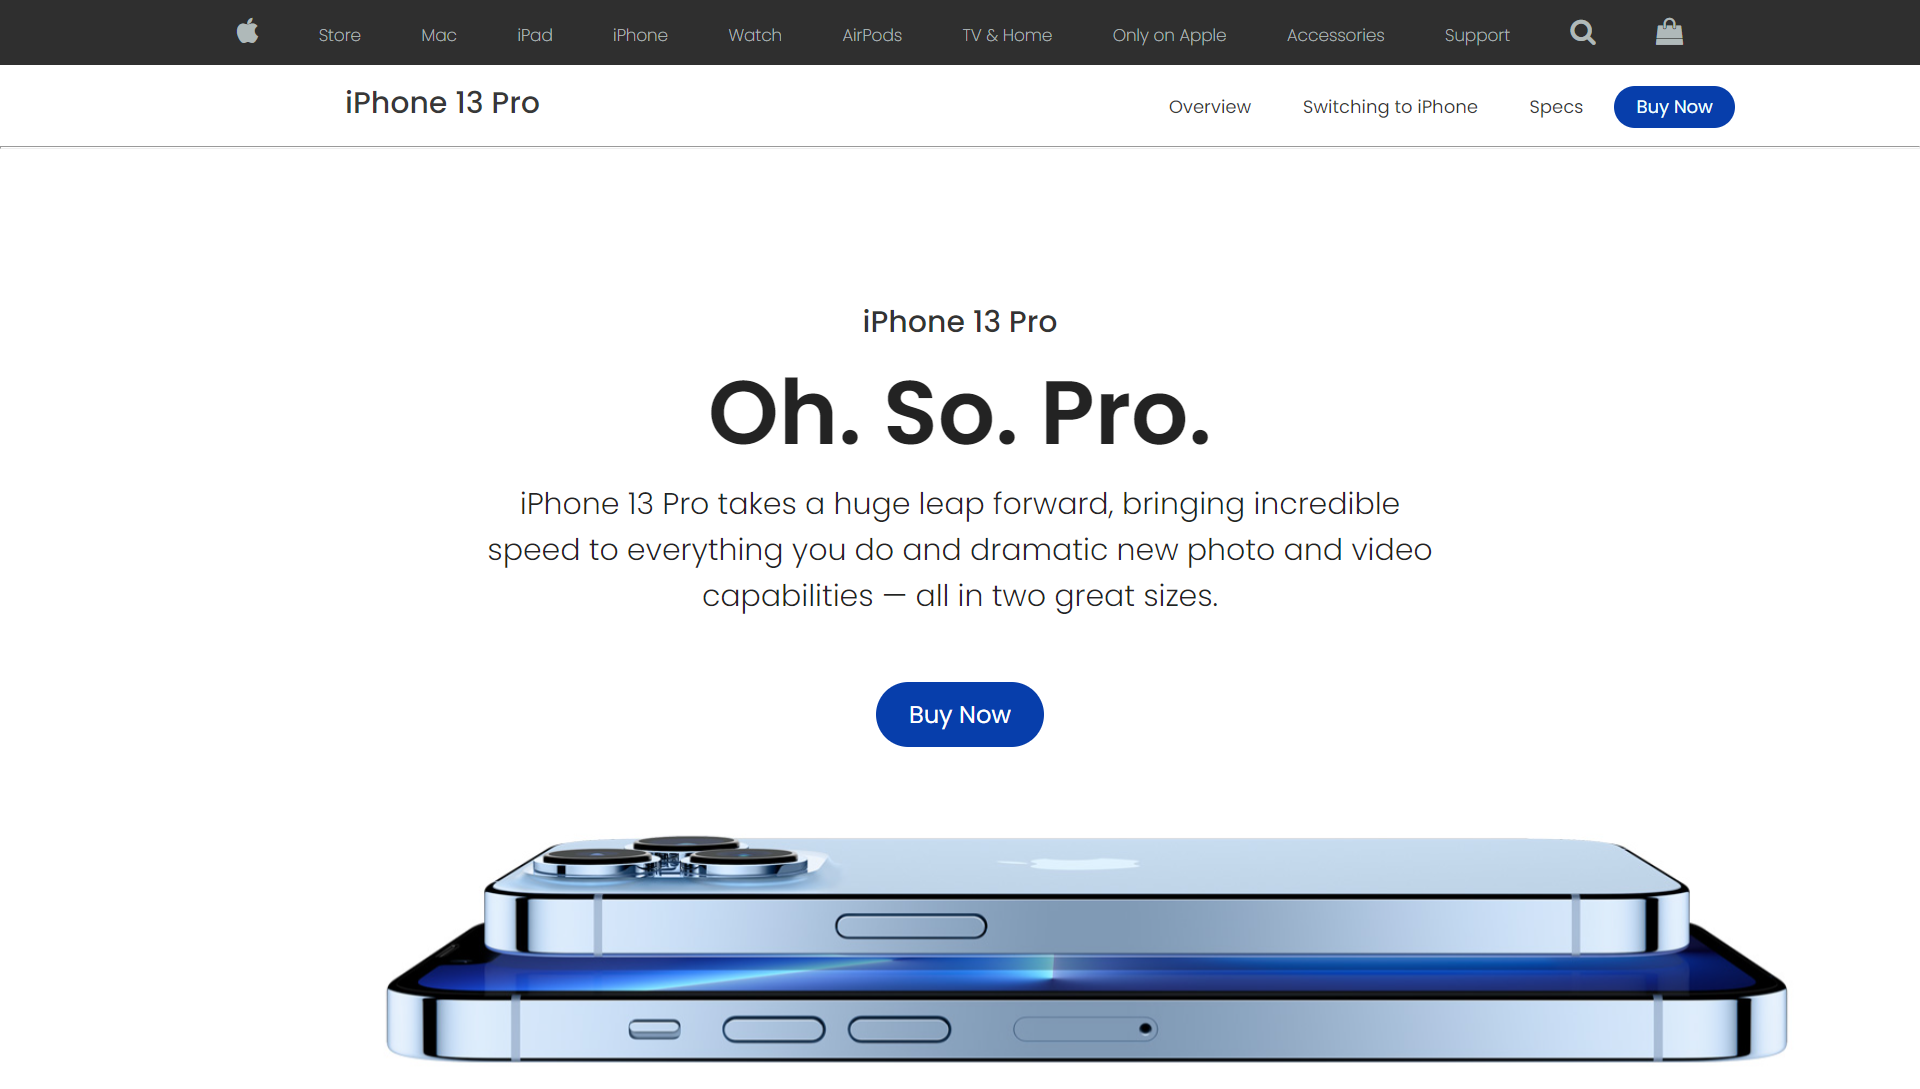 Store Mac iPad iPhone Watch AirPods TV & Home Only on Apple Accessories Support
iPhone 13 Pro Overview Switching to iPhone Specs Buy Now
iPhone 13 Pro
Oh. So. Pro.
iPhone 13 Pro takes a huge leap forward, bringing incredible
speed to everything you do and dramatic new photo and video
capabilities — all in two great sizes.
Buy Now